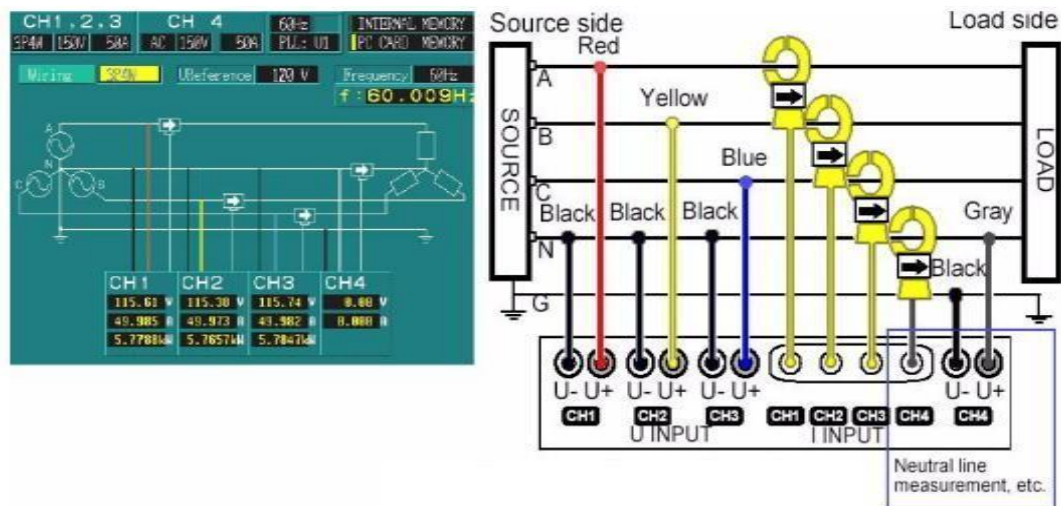 CH1,2,3 CH 4 60Hz INTERNAL MEMORY
3P4W 150V 50A AC 150V 50A PLL: U1 PC CARD MEMORY
Wiring 3P4W UReference 120 V Frequency 60Hz
f:60.009Hz
A
N
C B
CH1 CH2 CH3 CH4
115.61 V 115.30 V 115.74 V 0.00 V
49.985 A 49.973 A 49.982 A 0.000 A
5.7788kW 5.7657kW 5.7847kW
Source side Load side
Red
A
Yellow
B
Blue
C
SOURCE
LOAD
Black Black Black Gray
N
Black
G
U- U+ U- U+ U- U+ U- U+
CH1 CH2 CH3 CH1 CH2 CH3 CH4 CH4
U INPUT I INPUT
Neutral line
measurement, etc.